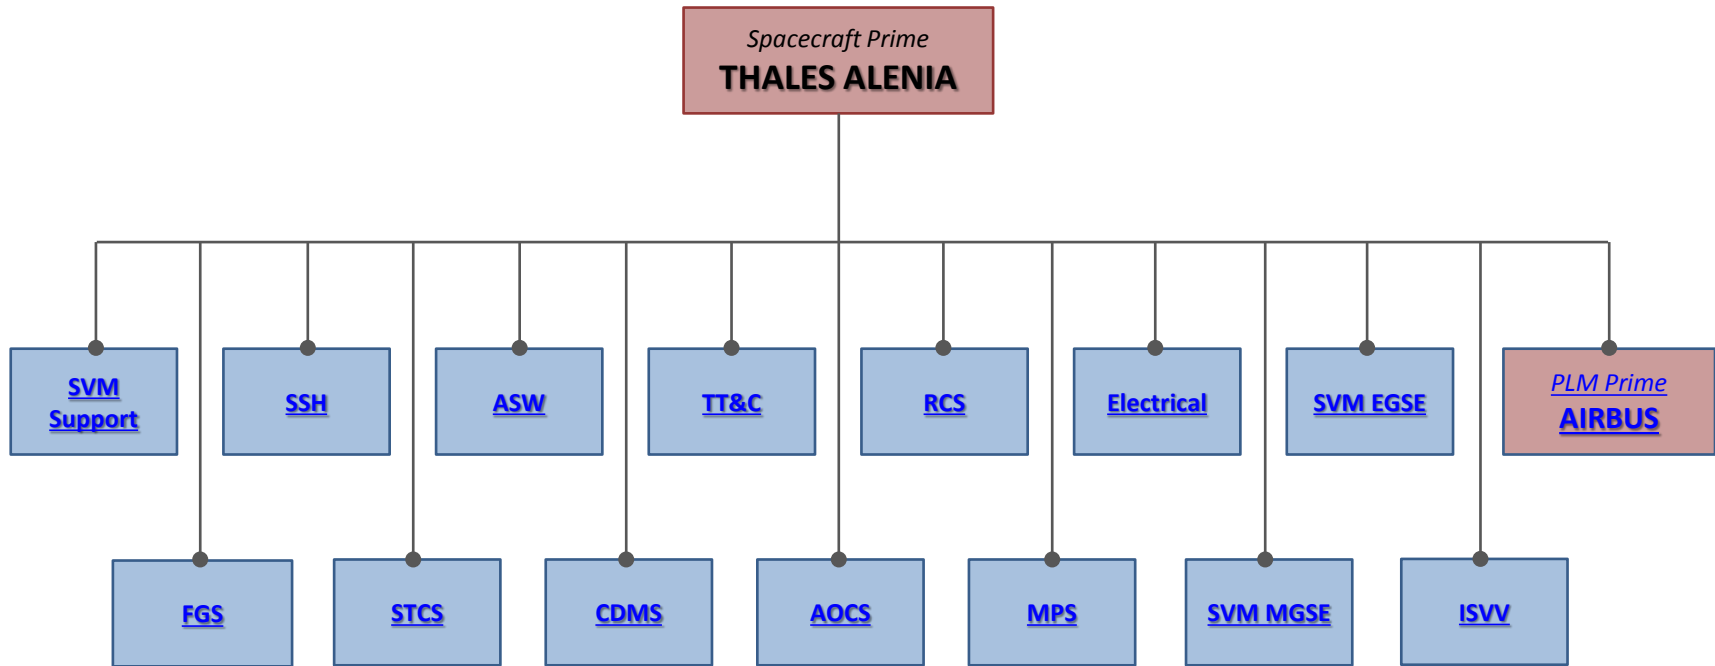 Spacecraft Prime
THALES ALENIA
SVM
Support
SSH
ASW
TT&C
RCS
Electrical
SVM EGSE
PLM Prime
AIRBUS
FGS
STCS
CDMS
AOCS
MPS
SVM MGSE
ISVV